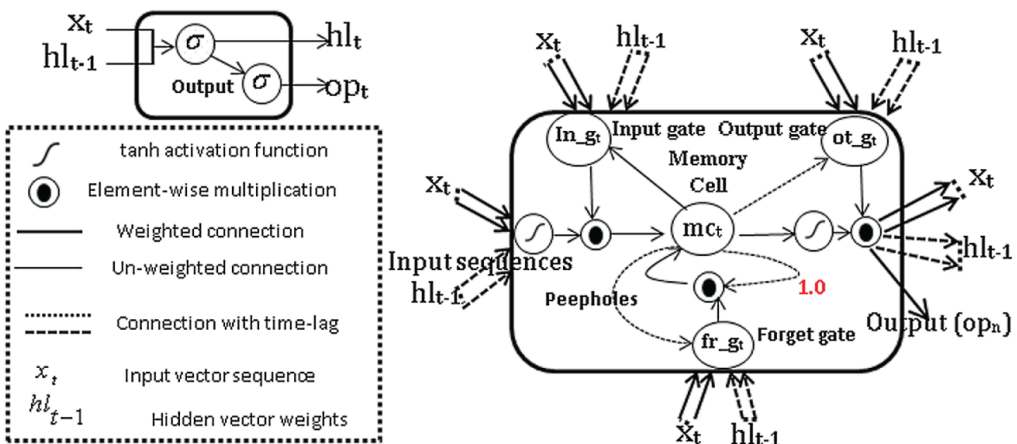 xt
hlt-1
σ
hlt
Output
σ
opt
tanh activation function
Element-wise multiplication
Weighted connection
Un-weighted connection
Connection with time-lag
xt
Input vector sequence
hlt-1
Hidden vector weights
xt
hlt-1
xt
hlt-1
In_gt
Input gate
Output gate
ot_gt
Memory
Cell
xt
xt
mct
Input sequences
hlt-1
hlt-1
Peepholes
1.0
Output (opn)
fr_gt
Forget gate
xt
hlt-1